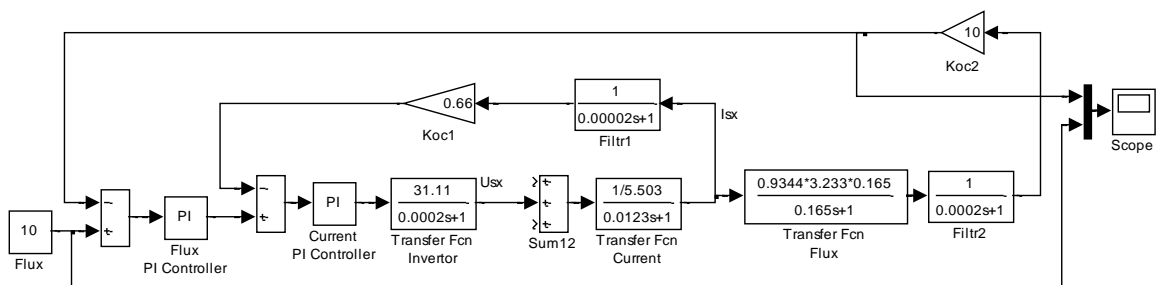 10
Koc2
1
0.00002s+1
Filtr1
0.66
Koc1
Isx
Scope
10
Flux
PI
Flux
PI Controller
PI
Current
PI Controller
31.11
0.0002s+1
Transfer Fcn
Invertor
Usx
Sum12
1/5.503
0.0123s+1
Transfer Fcn
Current
0.9344*3.233*0.165
0.165s+1
Transfer Fcn
Flux
1
0.0002s+1
Filtr2